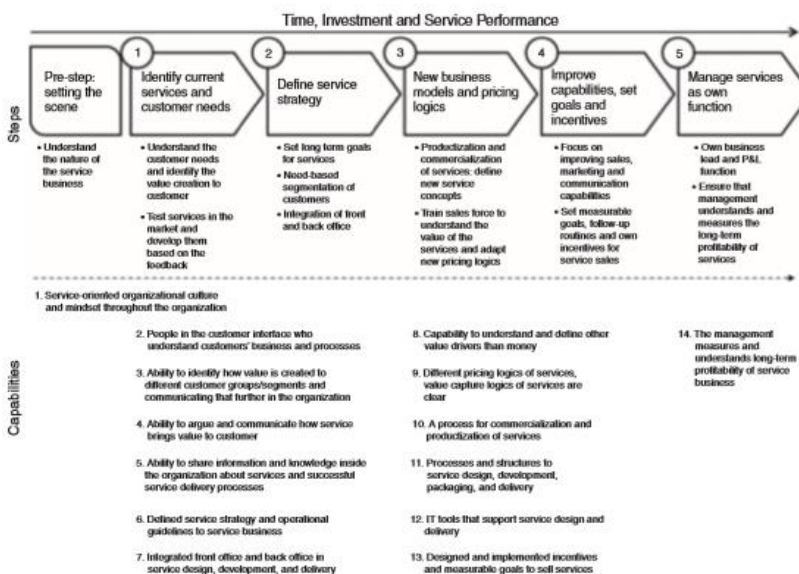 Time, Investment and Service Performance
Steps
Pre-step:
setting the
scene
• Understand
the nature of
the service
business
1
Identify current
services and
customer needs
• Understand the
customer needs
and identify the
value creation to
customer
• Test services in the
market and
develop them
based on the
feedback
2
Define service
strategy
• Set long term goals
for services
• Need-based
segmentation of
customers
• Integration of front
and back office
3
New business
models and pricing
logics
• Productization and
commercialization
of services: define
new service
concepts
• Train sales force to
understand the
value of the
services and adapt
new pricing logics
4
Improve
capabilities, set
goals and
incentives
• Focus on
improving sales,
marketing and
communication
capabilities
• Set measurable
goals, follow-up
routines and own
incentives for
service sales
5
Manage services
as own
function
• Own business
lead and P&L
function
• Ensure that
management
understands and
measures the
long-term
profitability of
services
Capabilities
1. Service-oriented organizational culture
and mindset throughout the organization
2. People in the customer interface who
understand customers' business and processes
3. Ability to identify how value is created to
different customer groups/segments and
communicating that further in the organization
4. Ability to argue and communicate how service
brings value to customer
5. Ability to share information and knowledge inside
the organization about services and successful
service delivery processes
6. Defined service strategy and operational
guidelines to service business
7. Integrated front office and back office in
service design, development, and delivery
8. Capability to understand and define other
value drivers than money
9. Different pricing logics of services,
value capture logics of services are
clear
10. A process for commercialization and
productization of services
11. Processes and structures to
service design, development,
packaging, and delivery
12. IT tools that support service design and
delivery
13. Designed and implemented incentives
and measurable goals to sell services
14. The management
measures and
understands long-term
profitability of service
business